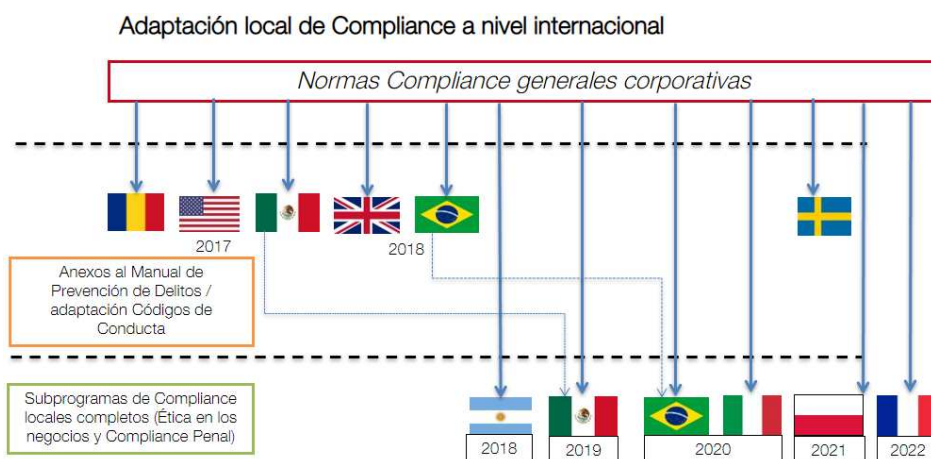 Adaptación local de Compliance a nivel internacional
Normas Compliance generales corporativas
2017
2018
Anexos al Manual de
Prevención de Delitos /
adaptación Códigos de
Conducta
Subprogramas de Compliance
locales completos (Ética en los
negocios y Compliance Penal)
2018
2019
2020
2021
2022